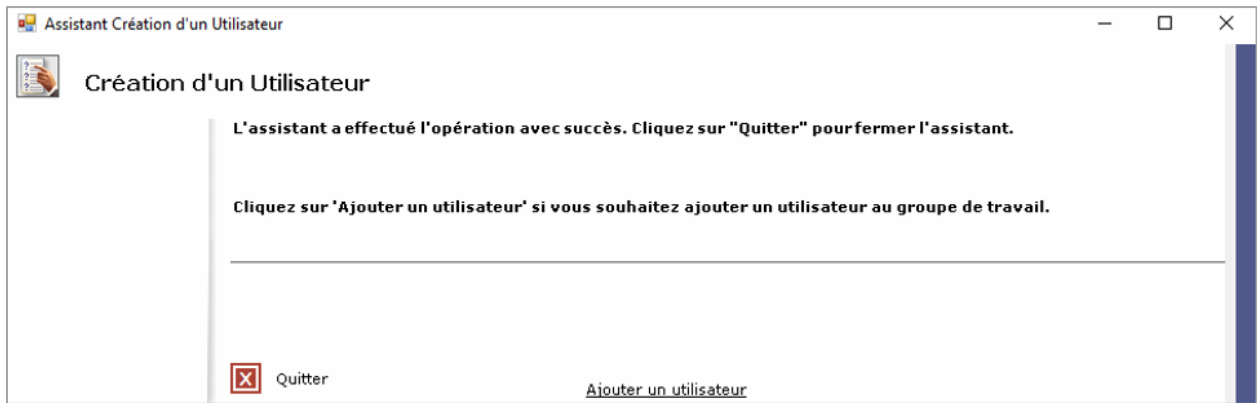 Assistant Création d'un Utilisateur
Création d'un Utilisateur
L'assistant a effectué l'opération avec succès. Cliquez sur "Quitter" pour fermer l'assistant.
Cliquez sur 'Ajouter un utilisateur' si vous souhaitez ajouter un utilisateur au groupe de travail.
Quitter
Ajouter un utilisateur